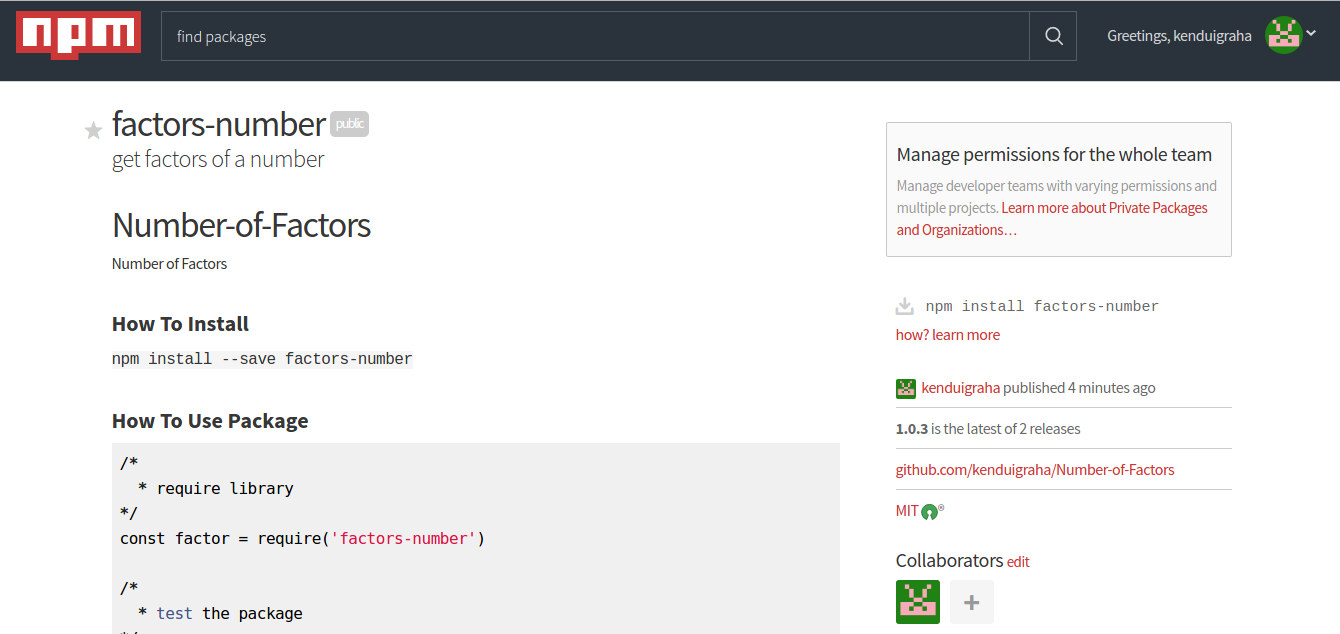 npm
find packages
Greetings, kenduigraha
factors-number public
get factors of a number
Number-of-Factors
Number of Factors
How To Install
npm install --save factors-number
How To Use Package
/*
  * require library
*/
const factor = require('factors-number')
/*
  * test the package
*/
Manage permissions for the whole team
Manage developer teams with varying permissions and
multiple projects. Learn more about Private Packages
and Organizations…
npm install factors-number
how? learn more
kenduigraha published 4 minutes ago
1.0.3 is the latest of 2 releases
github.com/kenduigraha/Number-of-Factors
MIT ®
Collaborators edit
+